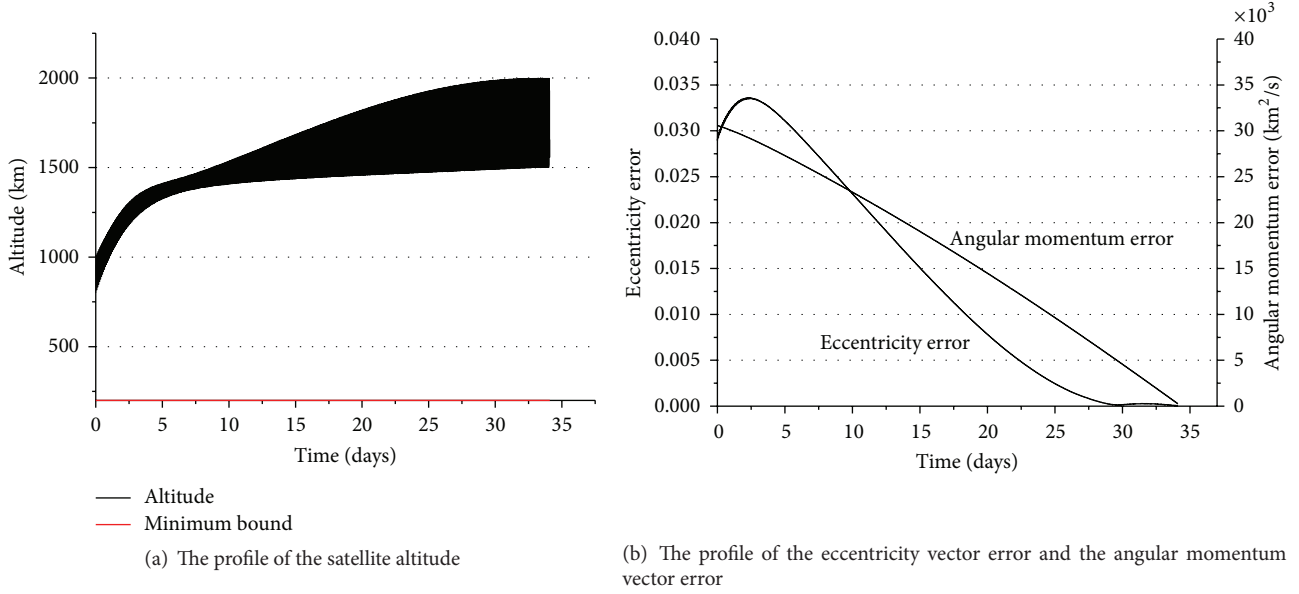 2000
1500
1000
500
Altitude (km)
0 5 10 15 20 25 30 35
Time (days)
Altitude
Minimum bound
(a) The profile of the satellite altitude
×10³
0.040
0.035
0.030
0.025
0.020
0.015
0.010
0.005
0.000
Eccentricity error
Angular momentum error
Eccentricity error
40
35
30
25
20
15
10
5
0
Angular momentum error (km²/s)
0 5 10 15 20 25 30 35
Time (days)
(b) The profile of the eccentricity vector error and the angular momentum
vector error